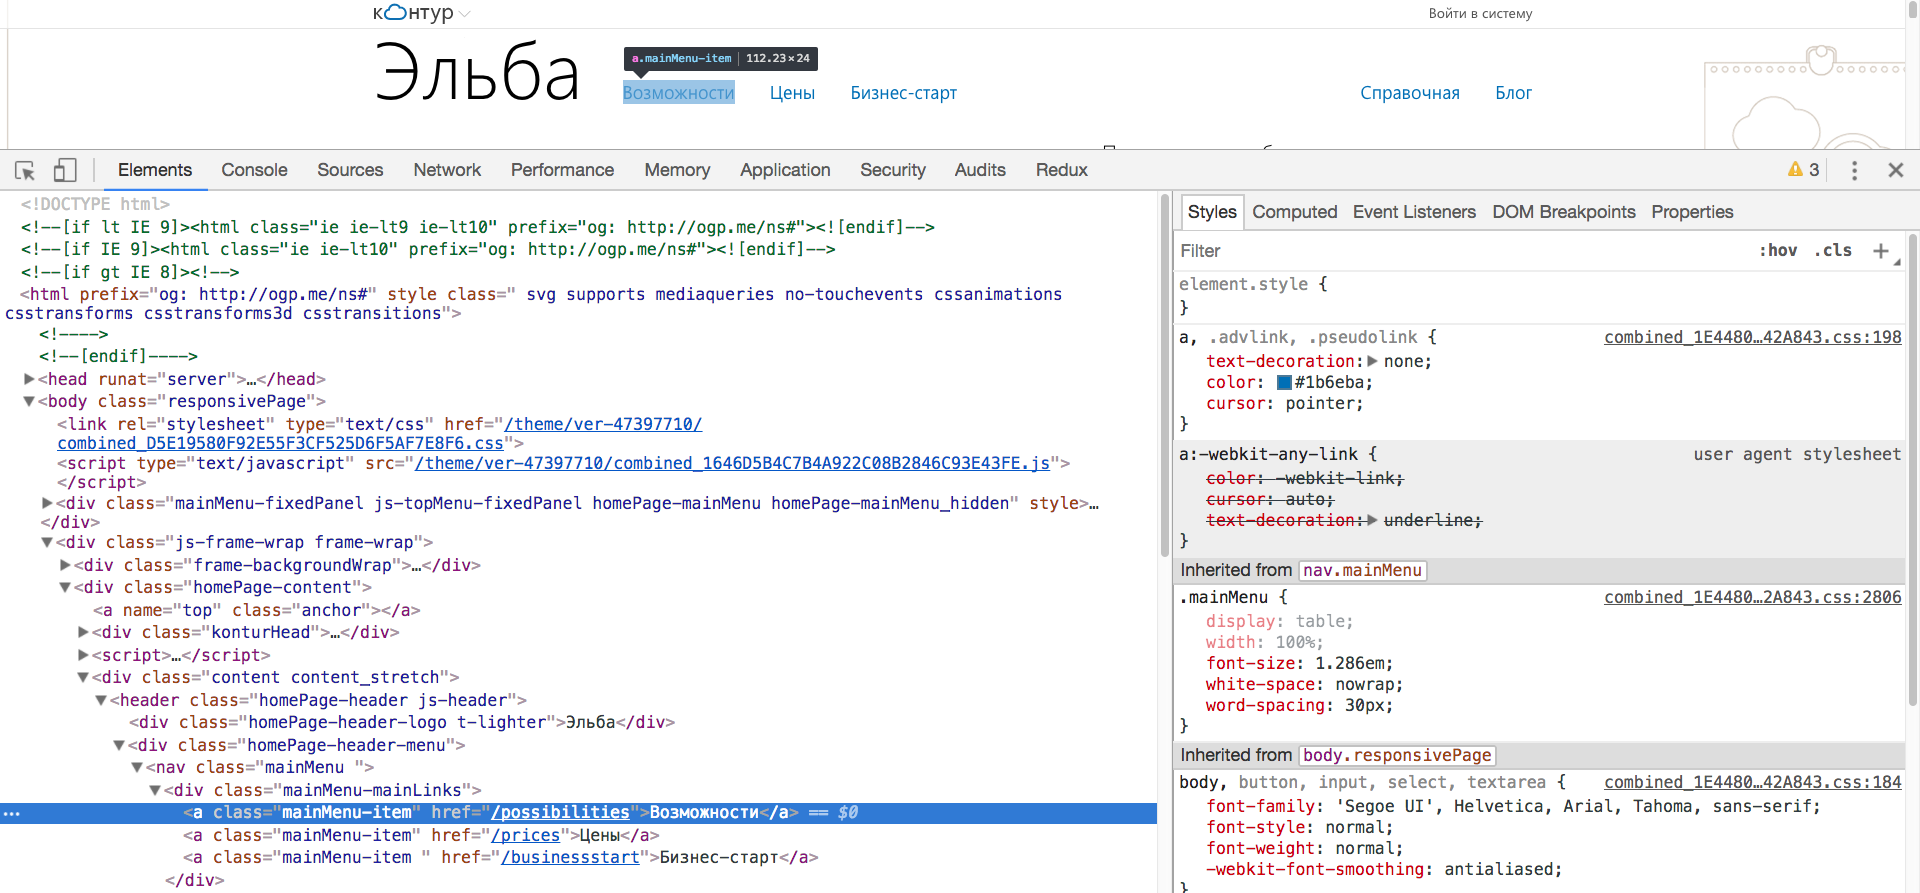 контур
Войти в систему
Эльба
a.mainMenu-item | 112.23×24
Возможности
Цены
Бизнес-старт
Справочная
Блог
Elements
Console
Sources
Network
Performance
Memory
Application
Security
Audits
Redux
3
<!DOCTYPE html>
<!--[if lt IE 9]><html class="ie ie-lt9 ie-lt10" prefix="og: http://ogp.me/ns#"><![endif]-->
<!--[if IE 9]><html class="ie ie-lt10" prefix="og: http://ogp.me/ns#"><![endif]-->
<!--[if gt IE 8]><!-->
<html prefix="og: http://ogp.me/ns#" style class=" svg supports mediaqueries no-touchevents cssanimations
csstransforms csstransforms3d csstransitions">
<!---->
<!--[endif]---->
▶<head runat="server">…</head>
▼<body class="responsivePage">
<link rel="stylesheet" type="text/css" href="/theme/ver-47397710/
combined_D5E19580F92E55F3CF525D6F5AF7E8F6.css">
<script type="text/javascript" src="/theme/ver-47397710/combined_1646D5B4C7B4A922C08B2846C93E43FE.js">
</script>
▶<div class="mainMenu-fixedPanel js-topMenu-fixedPanel homePage-mainMenu homePage-mainMenu_hidden" style>…
</div>
▼<div class="js-frame-wrap frame-wrap">
▶<div class="frame-backgroundWrap">…</div>
▼<div class="homePage-content">
<a name="top" class="anchor"></a>
▶<div class="konturHead">…</div>
▶<script>…</script>
▼<div class="content content_stretch">
▼<header class="homePage-header js-header">
<div class="homePage-header-logo t-lighter">Эльба</div>
▼<div class="homePage-header-menu">
▼<nav class="mainMenu ">
▼<div class="mainMenu-mainLinks">
… <a class="mainMenu-item" href="/possibilities">Возможности</a> == $0
<a class="mainMenu-item" href="/prices">Цены</a>
<a class="mainMenu-item " href="/businessstart">Бизнес-старт</a>
</div>
Styles
Computed
Event Listeners
DOM Breakpoints
Properties
Filter
:hov .cls +
element.style {
}
a, .advlink, .pseudolink { combined_1E4480…42A843.css:198
text-decoration:▶ none;
color: #1b6eba;
cursor: pointer;
}
a:-webkit-any-link { user agent stylesheet
color: -webkit-link;
cursor: auto;
text-decoration:▶ underline;
}
Inherited from nav.mainMenu
.mainMenu { combined_1E4480…2A843.css:2806
display: table;
width: 100%;
font-size: 1.286em;
white-space: nowrap;
word-spacing: 30px;
}
Inherited from body.responsivePage
body, button, input, select, textarea { combined_1E4480…42A843.css:184
font-family: 'Segoe UI', Helvetica, Arial, Tahoma, sans-serif;
font-style: normal;
font-weight: normal;
-webkit-font-smoothing: antialiased;
}